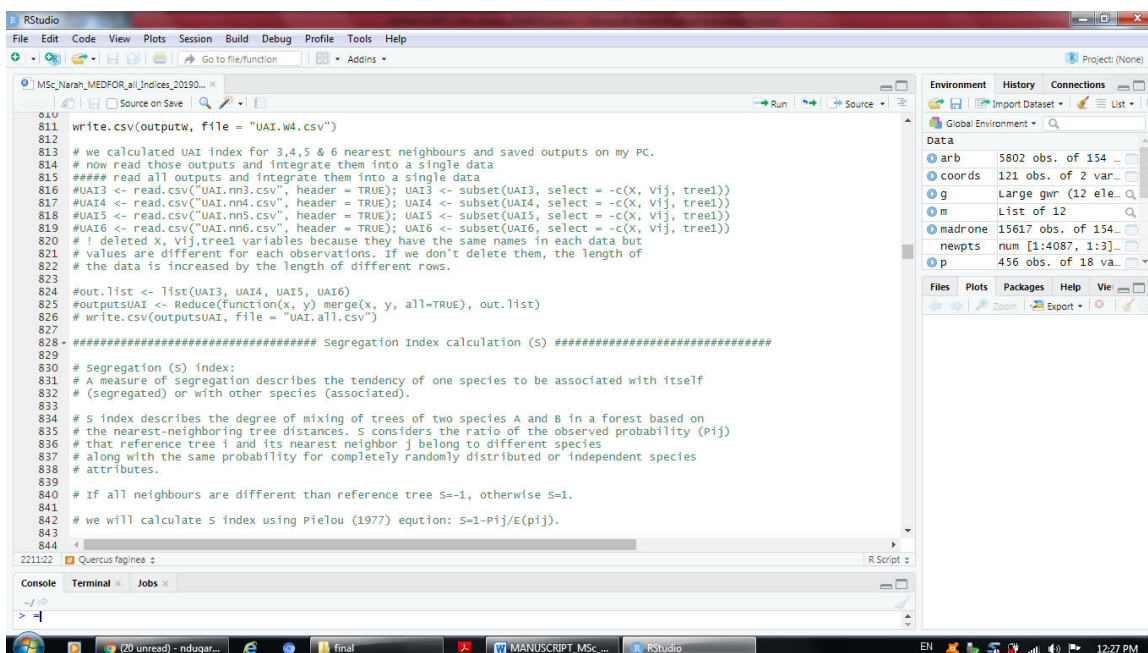 RStudio
File Edit Code View Plots Session Build Debug Profile Tools Help
Go to file/function Addins Project: (None)
MSc_Narah_MEDFOR_all_Indices_20190...
Source on Save Run Source
810
811 write.csv(outputW, file = "UAI.W4.csv")
812
813 # we calculated UAI index for 3,4,5 & 6 nearest neighbours and saved outputs on my PC.
814 # now read those outputs and integrate them into a single data
815 ##### read all outputs and integrate them into a single data
816 #UAI3 <- read.csv("UAI.nn3.csv", header = TRUE); UAI3 <- subset(UAI3, select = -c(X, Vij, tree1))
817 #UAI4 <- read.csv("UAI.nn4.csv", header = TRUE); UAI4 <- subset(UAI4, select = -c(X, Vij, tree1))
818 #UAI5 <- read.csv("UAI.nn5.csv", header = TRUE); UAI5 <- subset(UAI5, select = -c(X, Vij, tree1))
819 #UAI6 <- read.csv("UAI.nn6.csv", header = TRUE); UAI6 <- subset(UAI6, select = -c(X, Vij, tree1))
820 # ! deleted X, Vij,tree1 variables because they have the same names in each data but
821 # values are different for each observations. If we don't delete them, the length of
822 # the data is increased by the length of different rows.
823
824 #out.list <- list(UAI3, UAI4, UAI5, UAI6)
825 #outputsUAI <- Reduce(function(x, y) merge(x, y, all=TRUE), out.list)
826 # write.csv(outputsUAI, file = "UAI.all.csv")
827
828 ################################### Segregation Index calculation (S) ################################
829
830 # Segregation (S) index:
831 # A measure of segregation describes the tendency of one species to be associated with itself
832 # (segregated) or with other species (associated).
833
834 # S index describes the degree of mixing of trees of two species A and B in a forest based on
835 # the nearest-neighboring tree distances. S considers the ratio of the observed probability (Pij)
836 # that reference tree i and its nearest neighbor j belong to different species
837 # along with the same probability for completely randomly distributed or independent species
838 # attributes.
839
840 # If all neighbours are different than reference tree S=-1, otherwise S=1.
841
842 # we will calculate S index using Pielou (1977) eqution: S=1-Pij/E(pij).
843
844
2211:22 Quercus faginea R Script
Console Terminal Jobs
~/
> =
Environment History Connections
Import Dataset List
Global Environment
Data
arb 5802 obs. of 154 ...
coords 121 obs. of 2 var...
g Large gwr (12 ele...
m List of 12
madrone 15617 obs. of 154...
newpts num [1:4087, 1:3]...
p 456 obs. of 18 va...
Files Plots Packages Help
Zoom Export
(20 unread) - ndugar... final MANUSCRIPT_MSc_... RStudio EN 12:27 PM